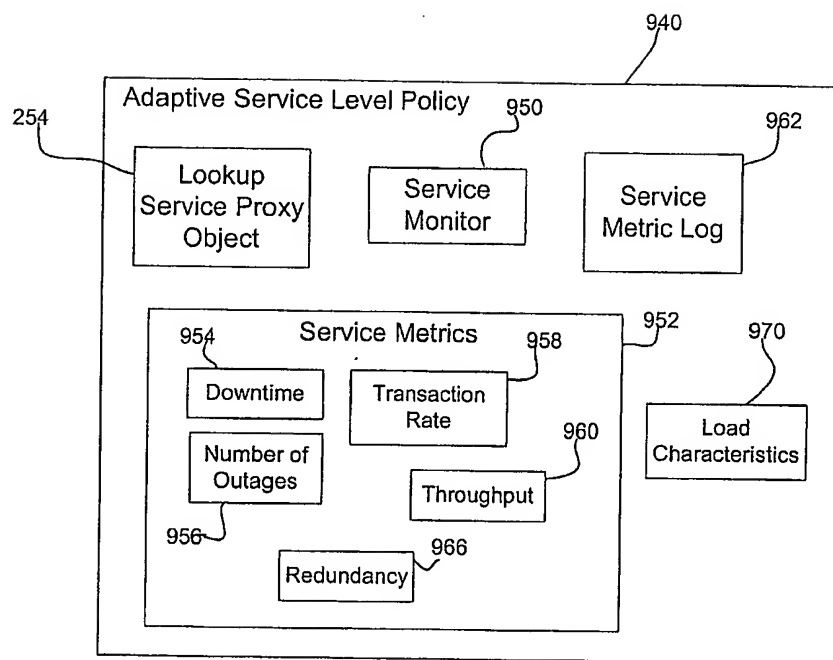 940
Adaptive Service Level Policy
254
950
962
Lookup
Service Proxy
Object
Service
Monitor
Service
Metric Log
Service Metrics
952
954
958
970
Downtime
Transaction
Rate
Number of
Outages
960
Load
Characteristics
Throughput
956
966
Redundancy